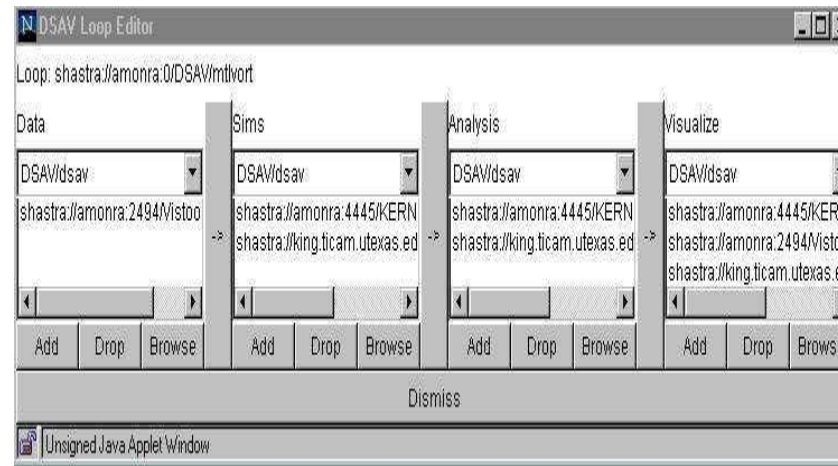 DSAV Loop Editor
Loop: shastra://amonra:0/DSAV/mtlvort
Data
DSAV/dsav
shastra://amonra:2494/Vistoo
Add Drop Browse
->
Sims
DSAV/dsav
shastra://amonra:4445/KERN
shastra://king.ticam.utexas.ed
Add Drop Browse
->
Analysis
DSAV/dsav
shastra://amonra:4445/KERN
shastra://king.ticam.utexas.ed
Add Drop Browse
->
Visualize
DSAV/dsav
shastra://amonra:4445/KER
shastra://amonra:2494/Visto
shastra://king.ticam.utexas.e
Add Drop Brows
Dismiss
Unsigned Java Applet Window